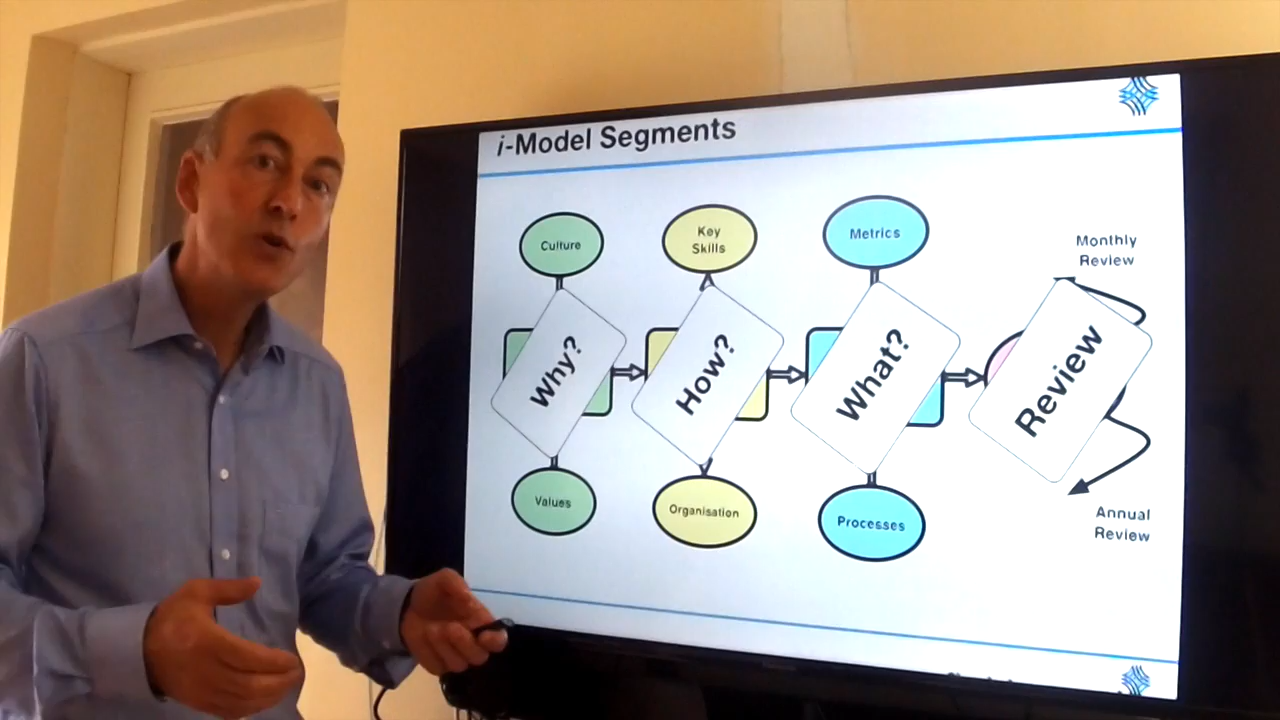 i-Model Segments
Culture
Key
Skills
Metrics
Monthly
Review
Why?
How?
What?
Review
Values
Organisation
Processes
Annual
Review